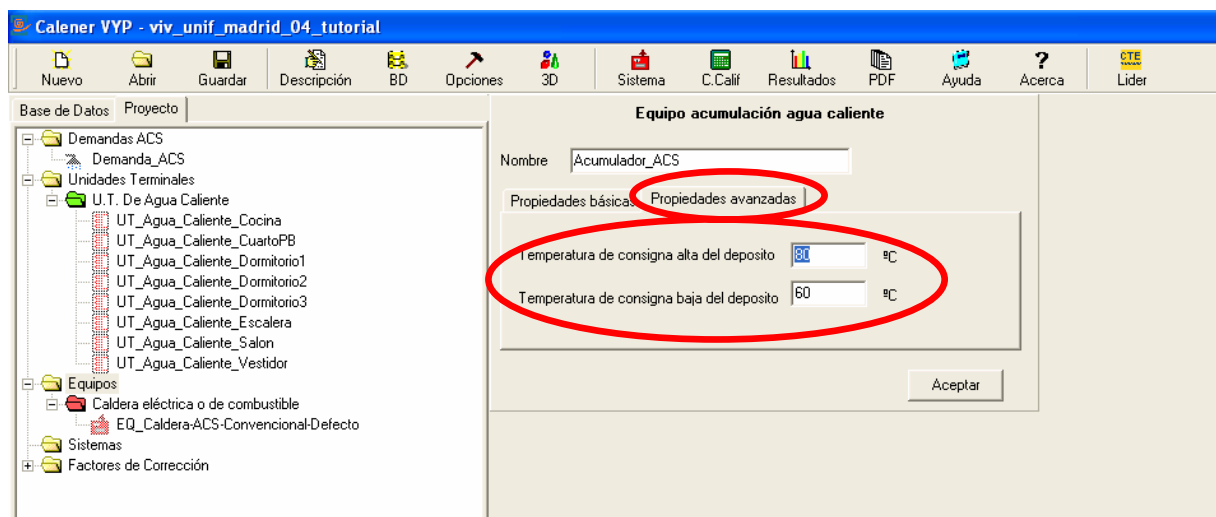 Calener VYP - viv_unif_madrid_04_tutorial
Nuevo Abrir Guardar Descripción BD Opciones 3D Sistema C.Calif Resultados PDF Ayuda ? Acerca CTE Lider
Base de Datos Proyecto
Demandas ACS
Demanda_ACS
Unidades Terminales
U.T. De Agua Caliente
UT_Agua_Caliente_Cocina
UT_Agua_Caliente_CuartoPB
UT_Agua_Caliente_Dormitorio1
UT_Agua_Caliente_Dormitorio2
UT_Agua_Caliente_Dormitorio3
UT_Agua_Caliente_Escalera
UT_Agua_Caliente_Salon
UT_Agua_Caliente_Vestidor
Equipos
Caldera eléctrica o de combustible
EQ_Caldera-ACS-Convencional-Defecto
Sistemas
Factores de Corrección
Equipo acumulación agua caliente
Nombre Acumulador_ACS
Propiedades básicas Propiedades avanzadas
Temperatura de consigna alta del deposito 80 ºC
Temperatura de consigna baja del deposito 60 ºC
Aceptar